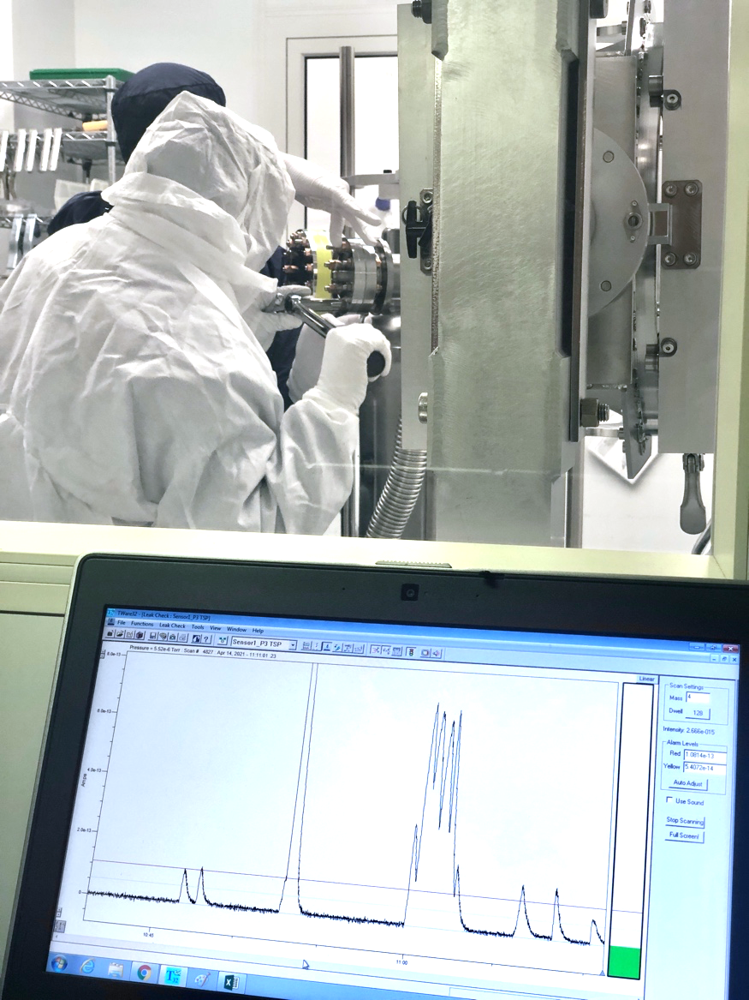 TWare32 - [Leak Check : Sensor1_P3 TSP]
File Functions Leak Check Tools View Window Help
Sensor1_P3 TSP
Pressure = 5.52e-6 Torr Scan # 4827 Apr 14, 2021 - 11:11:01
Linear
8.0e-13
6.0e-13
4.0e-13
2.0e-13
0
Amps
10:45
11:00
Scan Settings
Mass 4
Dwell 128
Intensity: 2.666e-015
Alarm Levels
Red 1.0814e-13
Yellow 5.4072e-14
Auto Adjust
Use Sound
Stop Scanning
Full Screen!